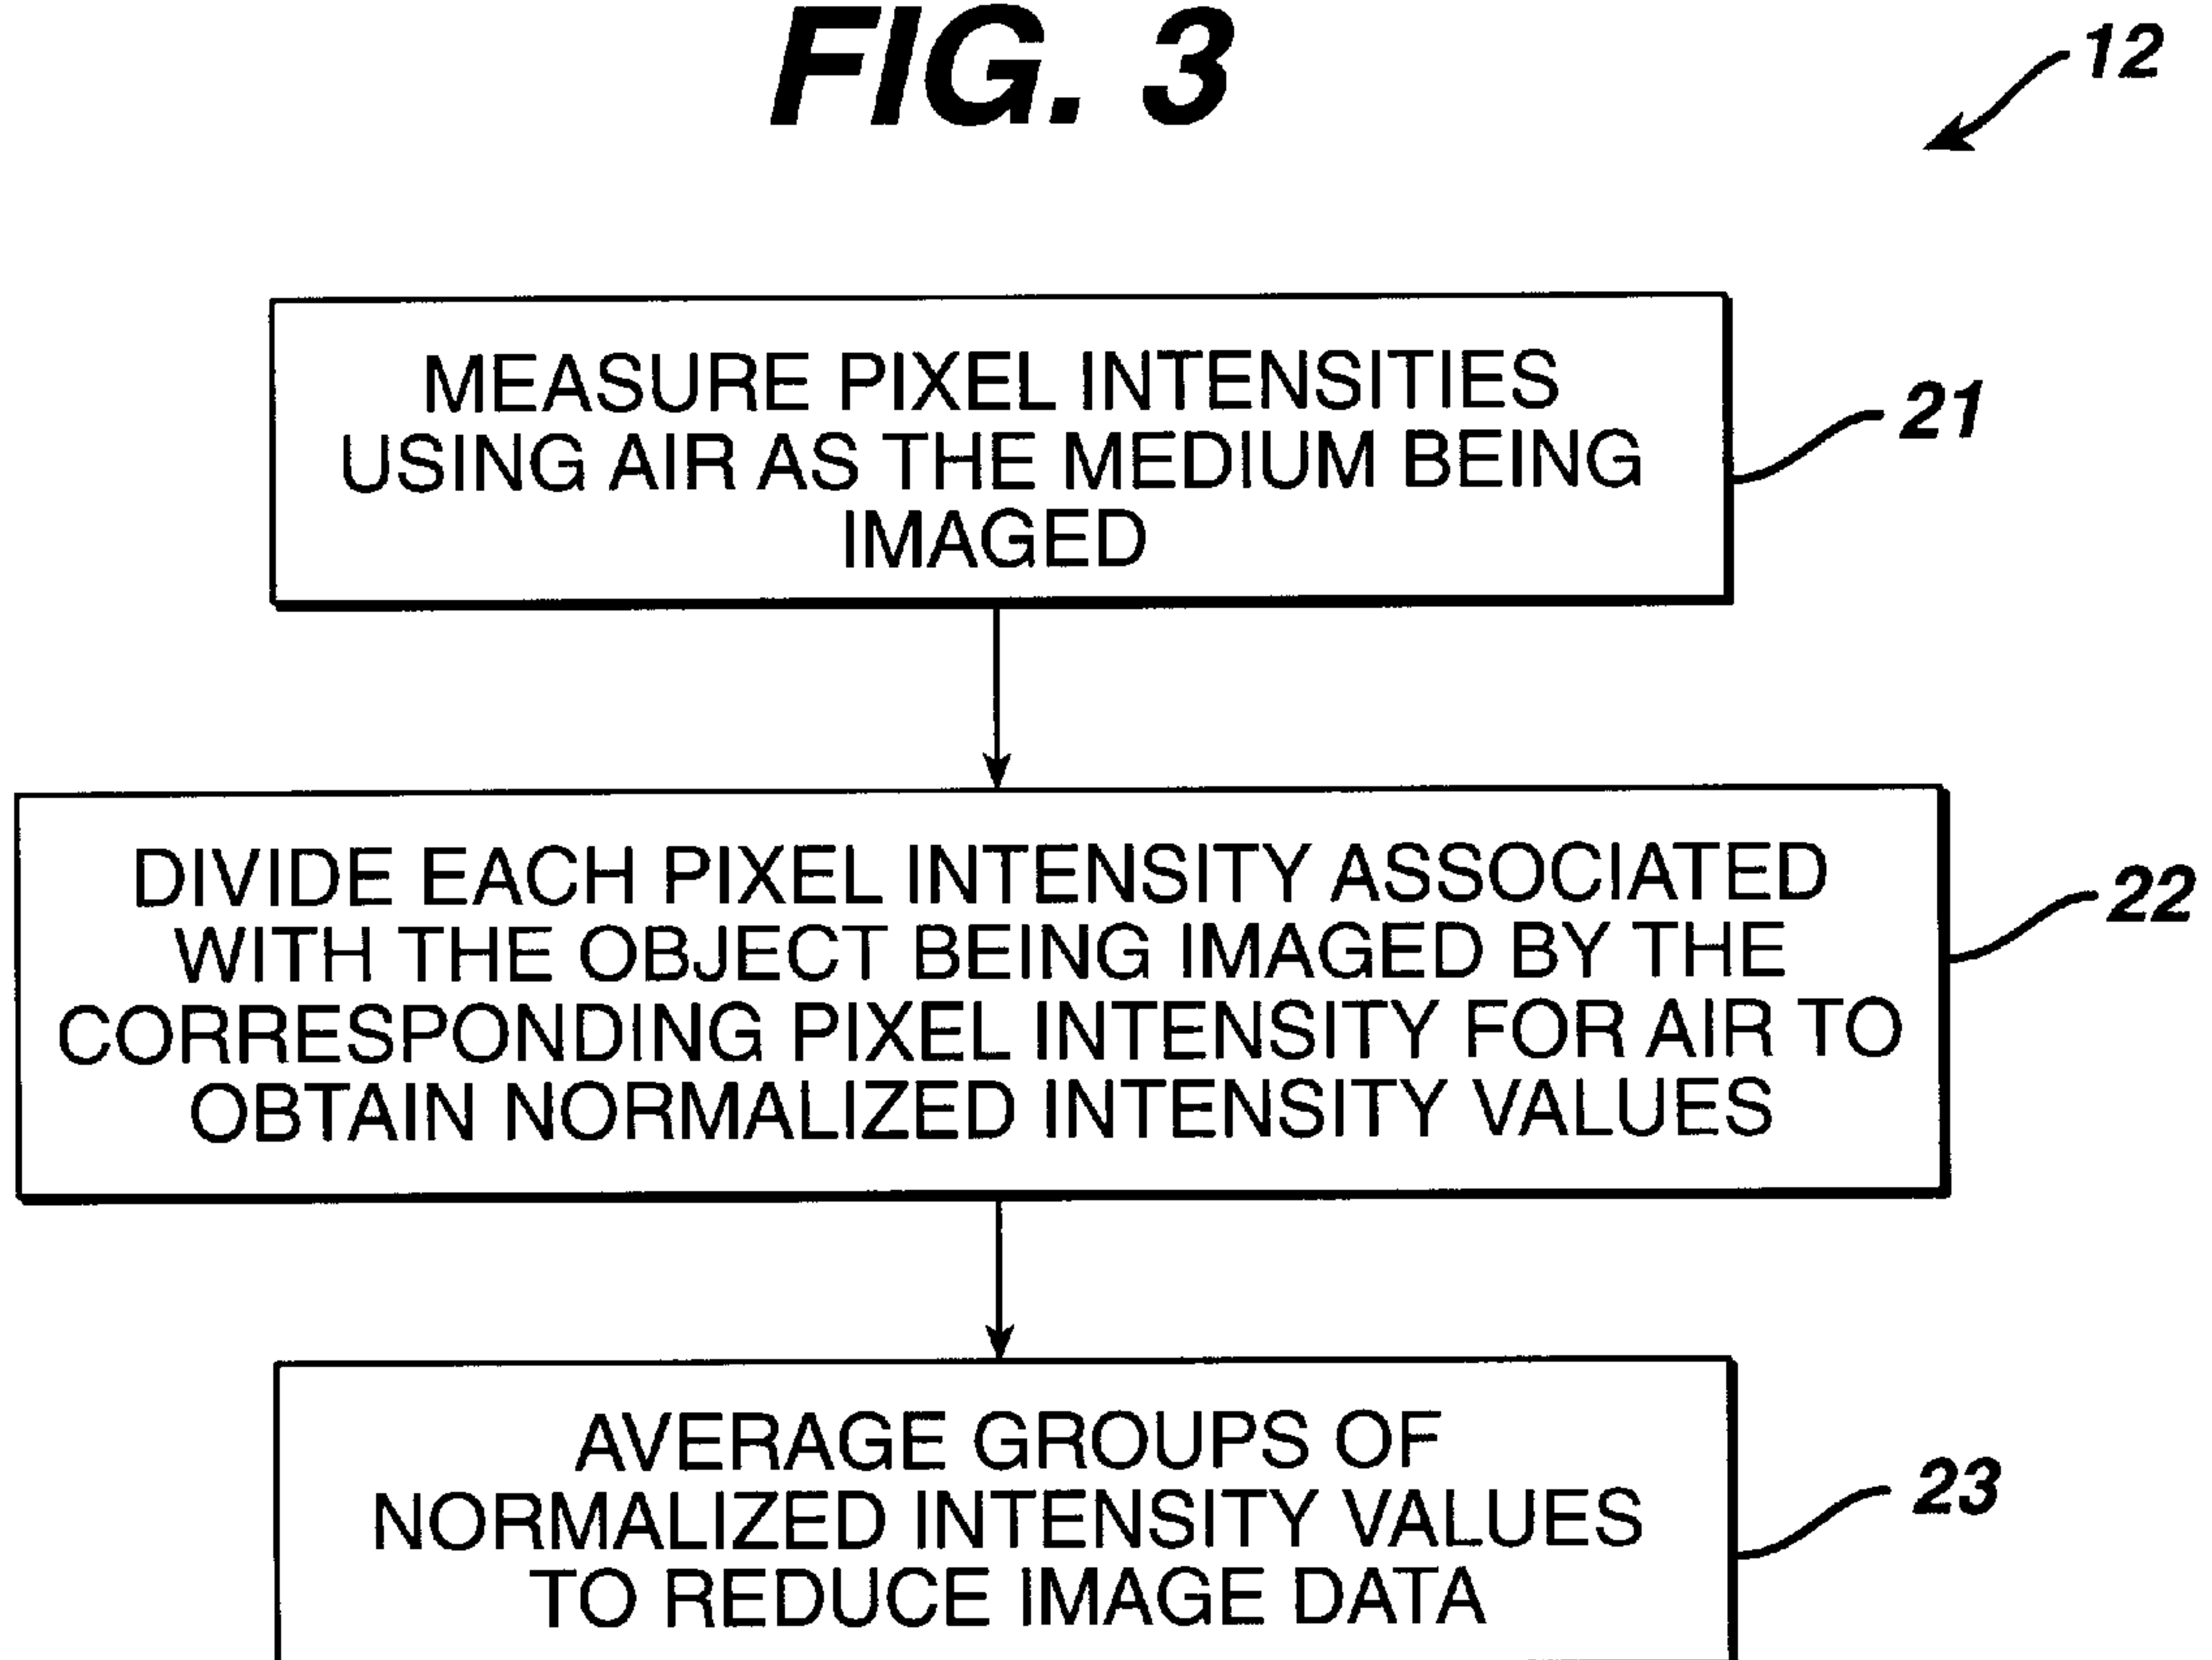 FIG. 3
12
MEASURE PIXEL INTENSITIES
USING AIR AS THE MEDIUM BEING
IMAGED
21
DIVIDE EACH PIXEL INTENSITY ASSOCIATED
WITH THE OBJECT BEING IMAGED BY THE
CORRESPONDING PIXEL INTENSITY FOR AIR TO
OBTAIN NORMALIZED INTENSITY VALUES
22
AVERAGE GROUPS OF
NORMALIZED INTENSITY VALUES
TO REDUCE IMAGE DATA
23